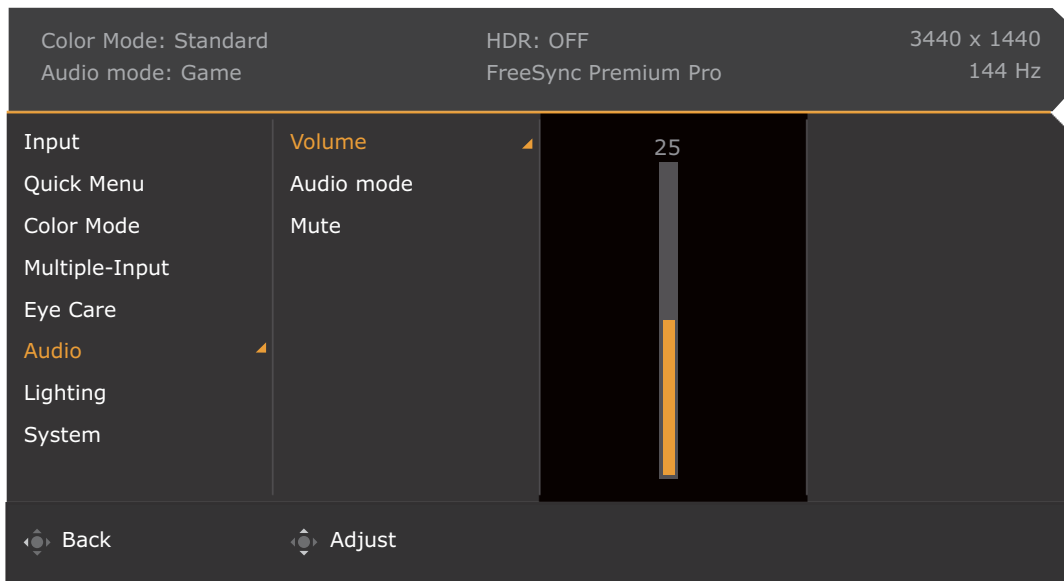 Color Mode: Standard
HDR: OFF
3440 x 1440
Audio mode: Game
FreeSync Premium Pro
144 Hz
Input
Quick Menu
Color Mode
Multiple-Input
Eye Care
Audio
Lighting
System
Volume
Audio mode
Mute
25
Back
Adjust